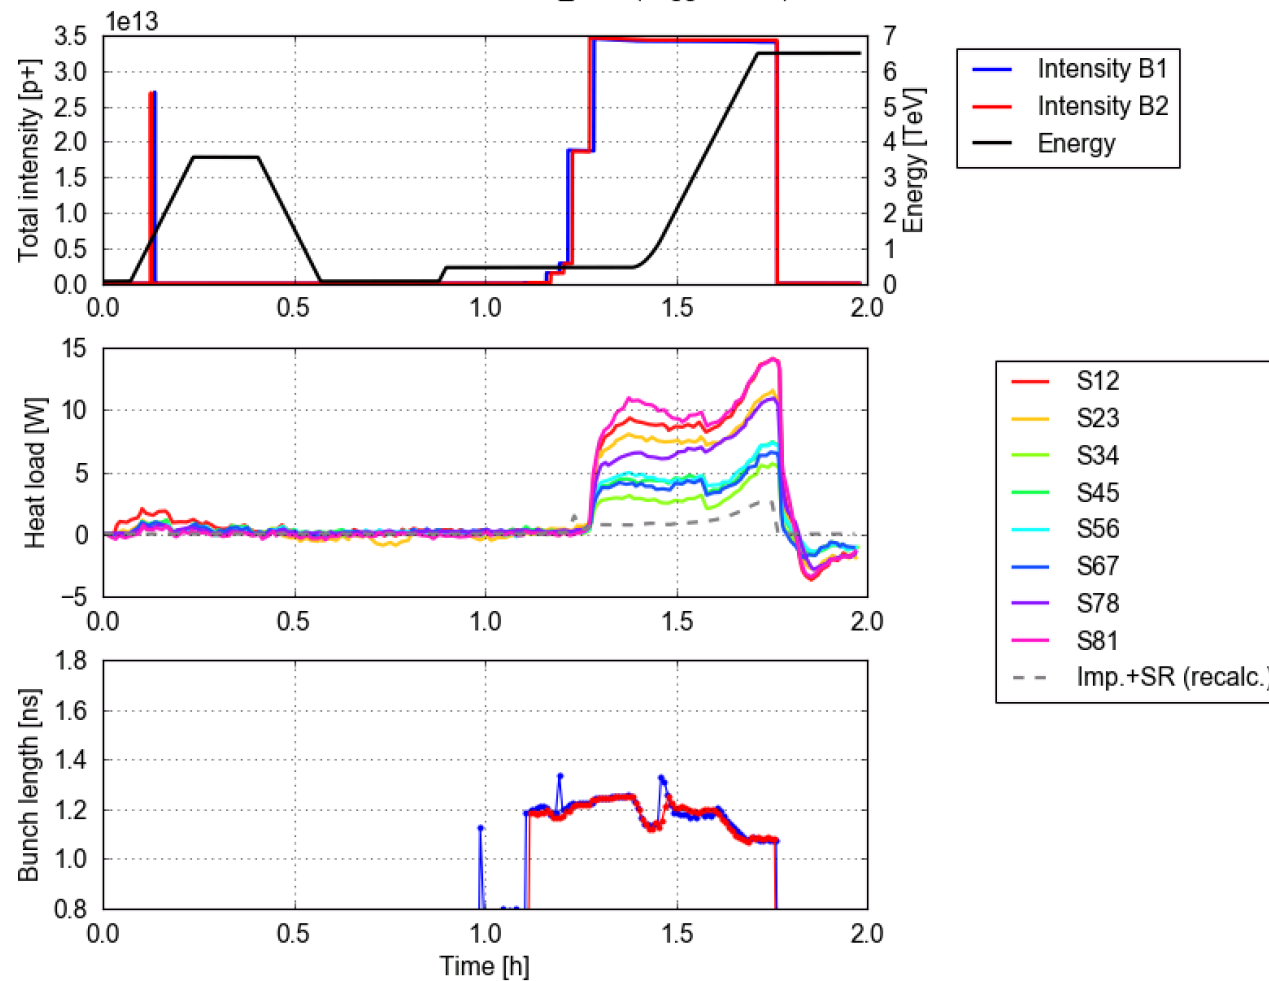 1e13
3.5
3.0
2.5
2.0
1.5
1.0
0.5
0.0
Total intensity [p+]
7
6
5
4
3
2
1
0
Energy [TeV]
0.0 0.5 1.0 1.5 2.0
Intensity B1
Intensity B2
Energy
15
10
5
0
−5
Heat load [W]
0.0 0.5 1.0 1.5 2.0
S12
S23
S34
S45
S56
S67
S78
S81
Imp.+SR (recalc.)
1.8
1.6
1.4
1.2
1.0
0.8
Bunch length [ns]
0.0 0.5 1.0 1.5 2.0
Time [h]